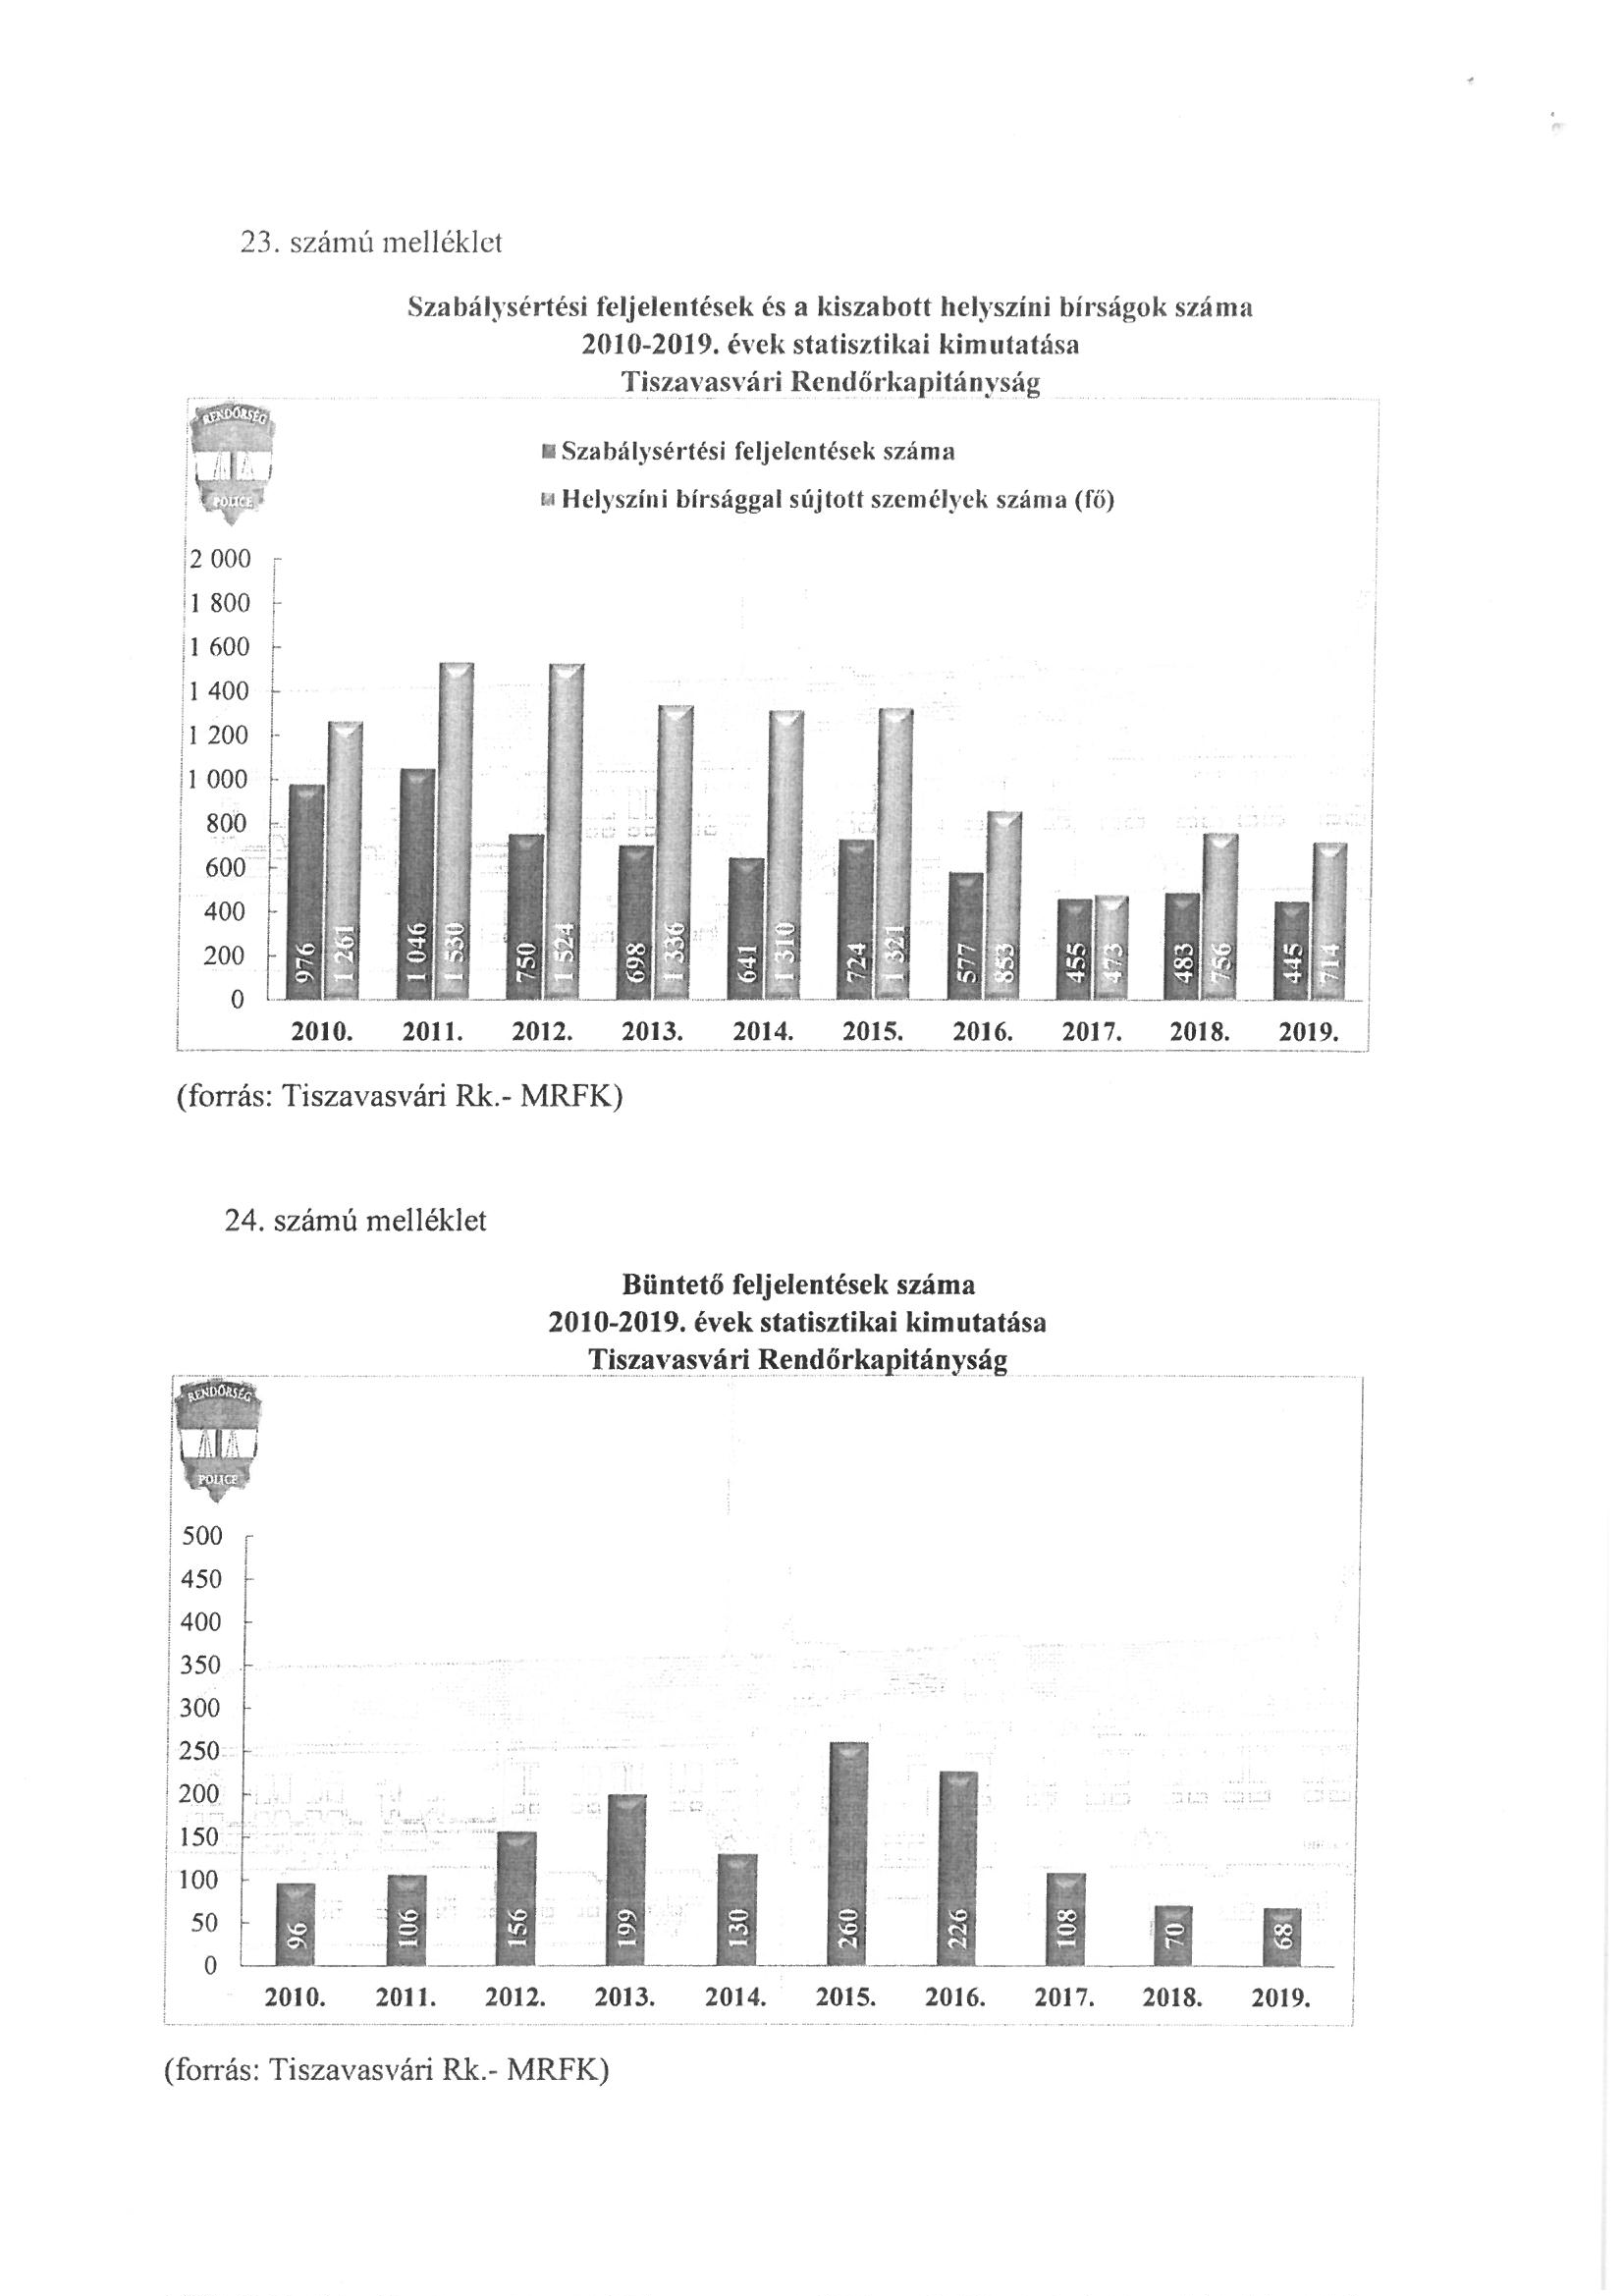 23. számú melléklet
Szabálysértési feljelentések és a kiszabott helyszíni bírságok száma
2010-2019. évek statisztikai kimutatása
Tiszavasvári Rendőrkapitányság
RENDŐRSÉG
POLICE
Szabálysértési feljelentések száma
Helyszíni bírsággal sújtott személyek száma (fő)
2 000
1 800
1 600
1 400
1 200
1 000
800
600
400
200
0
976 1 261 1 046 1 530 750 1 524 698 1 336 641 1 310 724 1 321 577 853 455 473 483 756 445 714
2010. 2011. 2012. 2013. 2014. 2015. 2016. 2017. 2018. 2019.
(forrás: Tiszavasvári Rk.- MRFK)
24. számú melléklet
Büntető feljelentések száma
2010-2019. évek statisztikai kimutatása
Tiszavasvári Rendőrkapitányság
RENDŐRSÉG
POLICE
500
450
400
350
300
250
200
150
100
50
0
96 106 156 199 130 260 226 108 70 68
2010. 2011. 2012. 2013. 2014. 2015. 2016. 2017. 2018. 2019.
(forrás: Tiszavasvári Rk.- MRFK)